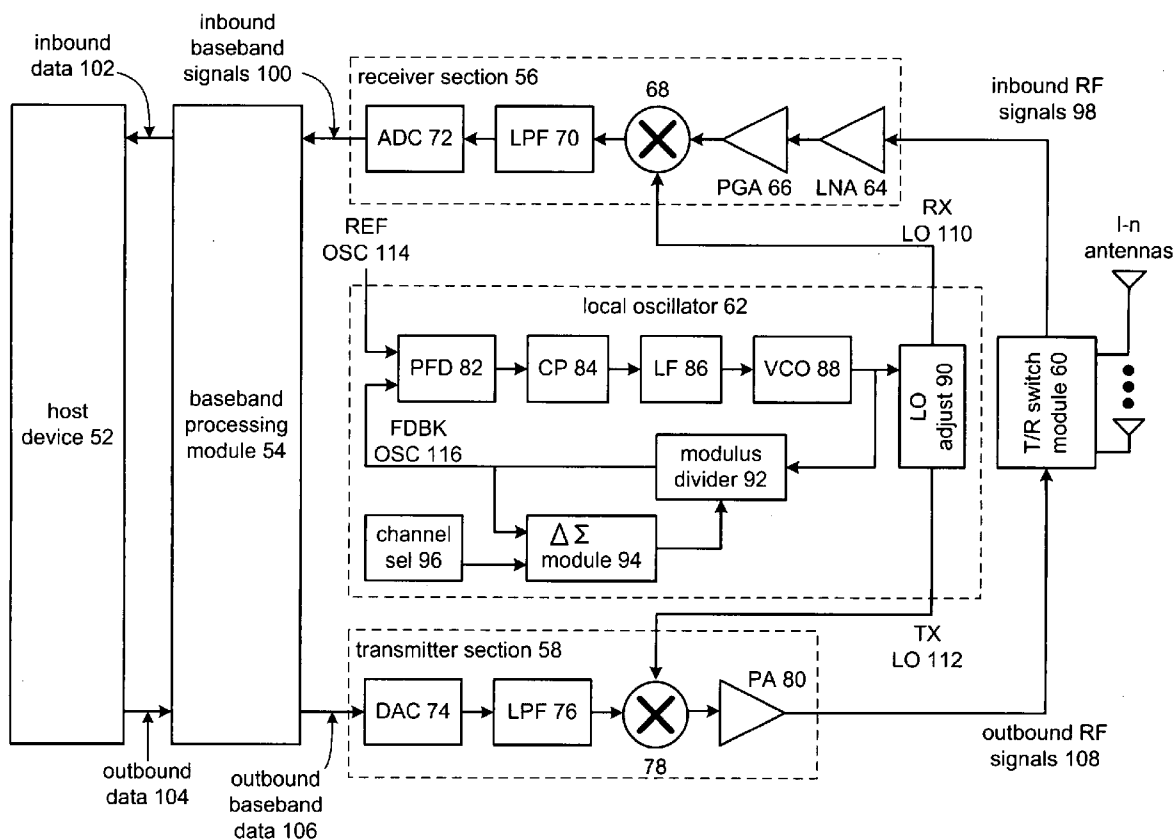 inbound
data 102
inbound
baseband
signals 100
receiver section 56
68
ADC 72
LPF 70
PGA 66
LNA 64
inbound RF
signals 98
REF
OSC 114
RX
LO 110
I-n
antennas
local oscillator 62
PFD 82
CP 84
LF 86
VCO 88
LO
adjust 90
T/R switch
module 60
host
device 52
baseband
processing
module 54
FDBK
OSC 116
modulus
divider 92
channel
sel 96
Δ Σ
module 94
TX
LO 112
transmitter section 58
DAC 74
LPF 76
78
PA 80
outbound RF
signals 108
outbound
data 104
outbound
baseband
data 106